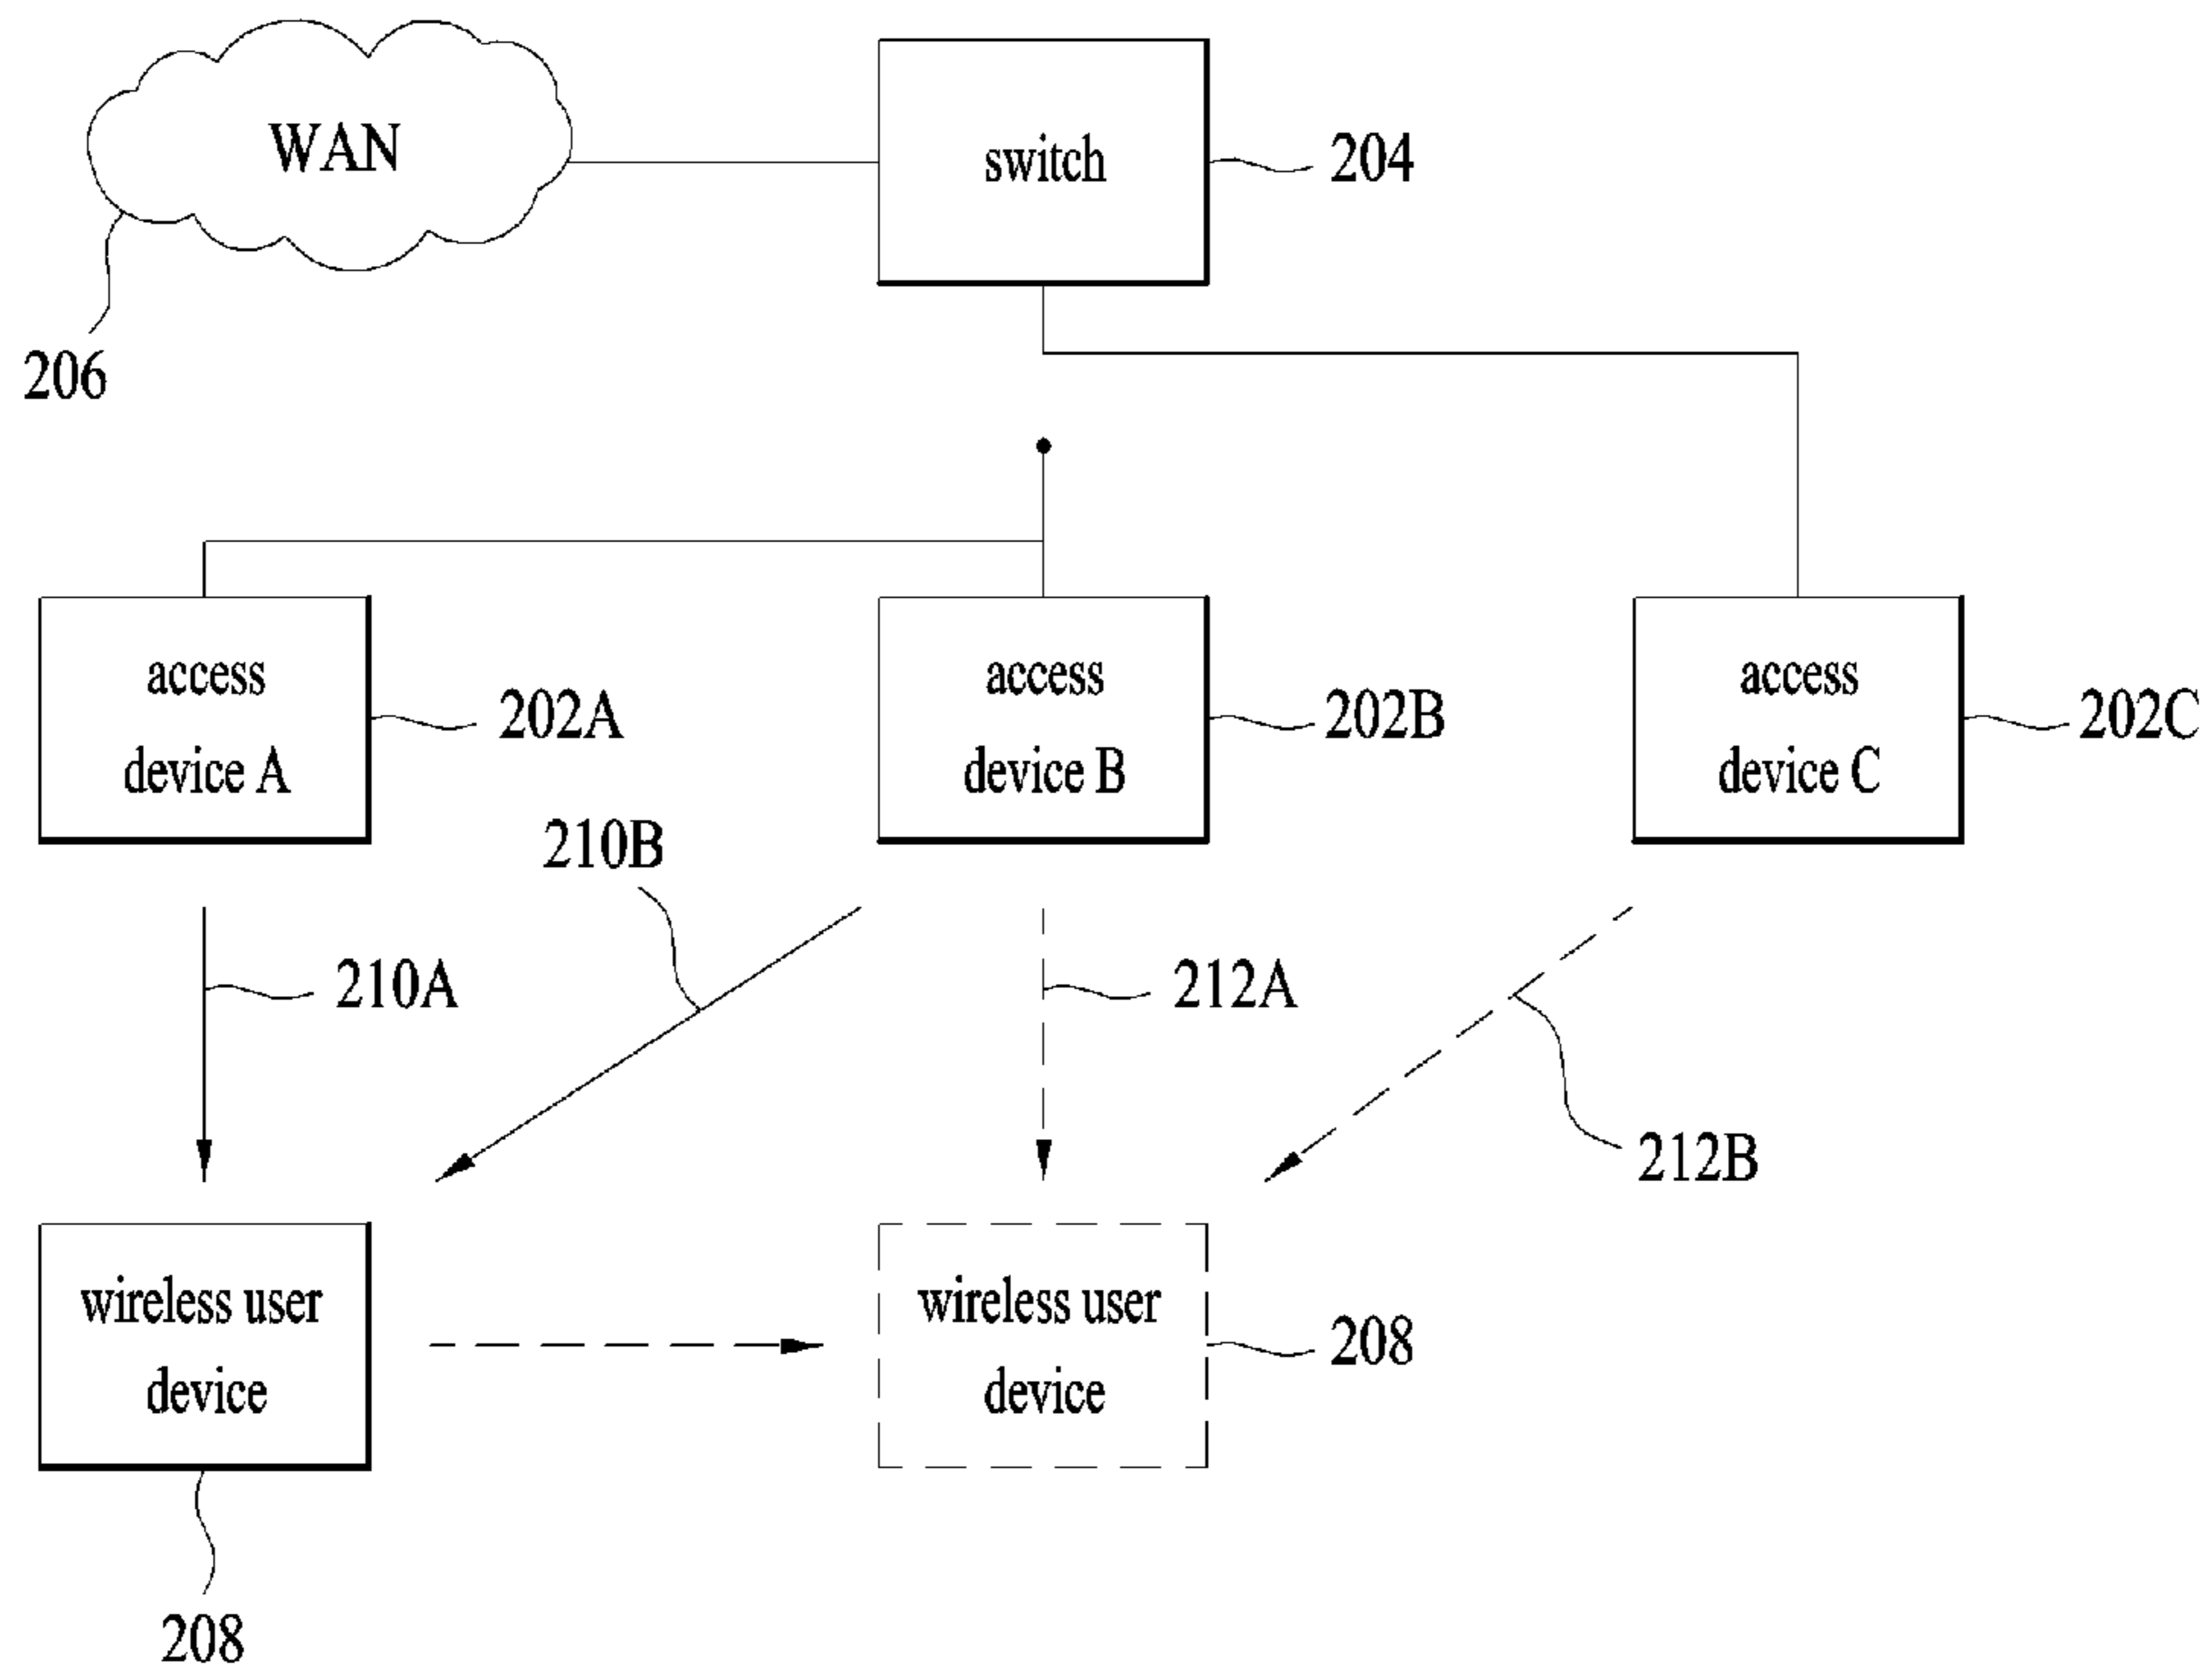 WAN
switch
204
206
access
device A
202A
access
device B
202B
access
device C
202C
210B
210A
212A
212B
wireless user
device
wireless user
device
208
208